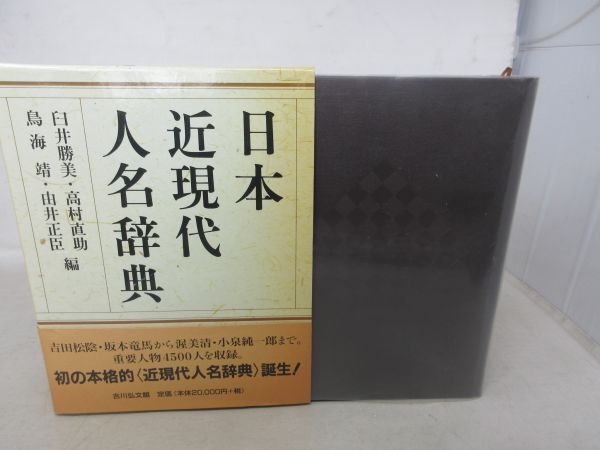 日本
近現代
人名辞典
臼井勝美・高村直助
鳥海靖・由井正臣 編
吉田松陰・坂本竜馬から渥美清・小泉純一郎まで。
重要人物4500人を収録。
初の本格的〈近現代人名辞典〉誕生!
吉川弘文館 定価(本体20,000円+税)